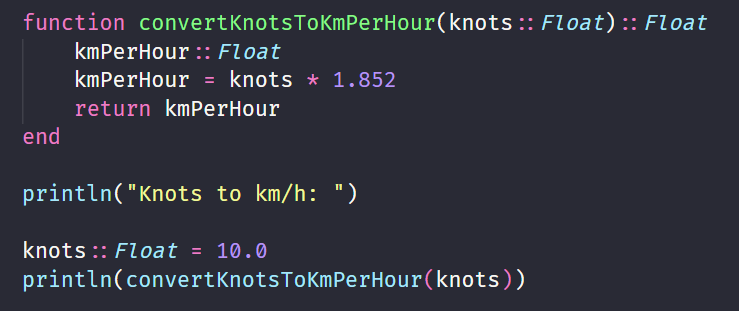 function convertKnotsToKmPerHour(knots::Float)::Float
    kmPerHour::Float
    kmPerHour = knots * 1.852
    return kmPerHour
end
println("Knots to km/h: ")
knots::Float = 10.0
println(convertKnotsToKmPerHour(knots))